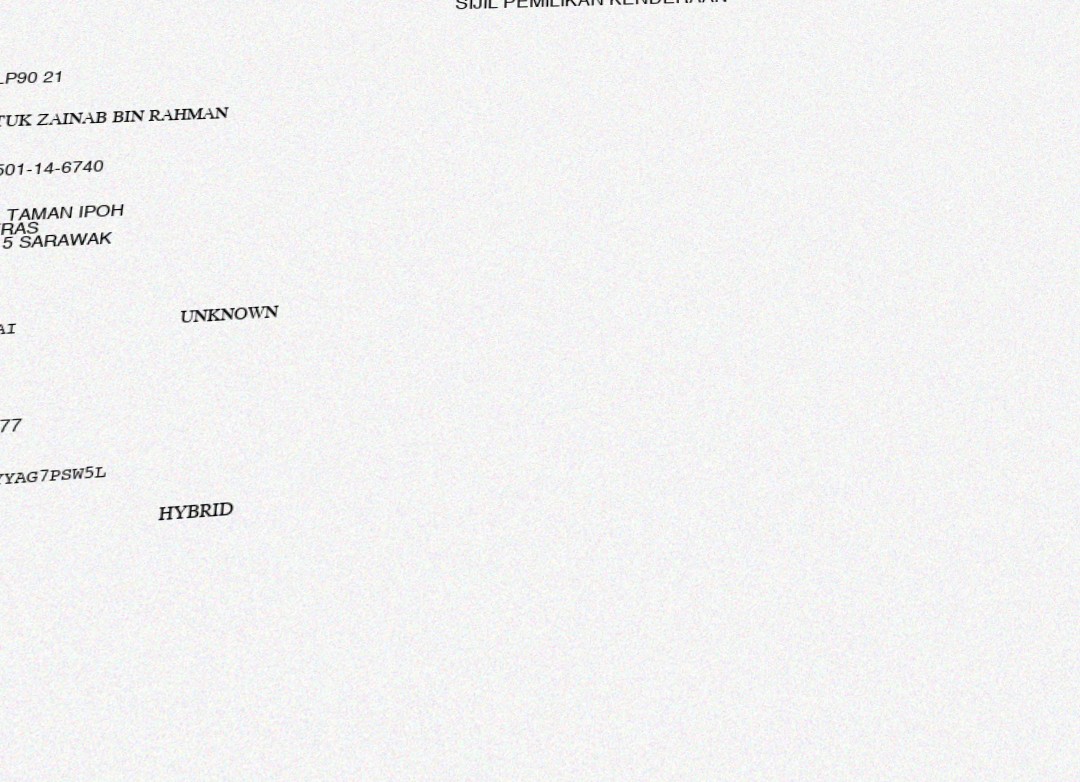 SIJIL PEMILIKAN KENDERAAN
LP90 21
TUK ZAINAB BIN RAHMAN
501-14-6740
TAMAN IPOH
RAS
5 SARAWAK
AI UNKNOWN
77
YAG7PSW5L
HYBRID